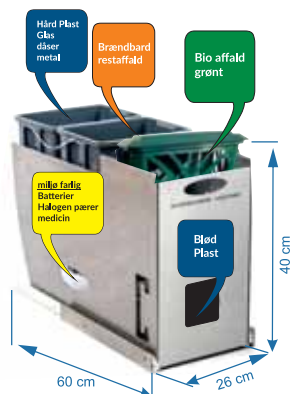 Hård Plast
Glas
dåser
metal
Brændbard
restaffald
Bio affald
grønt
miljø farlig
Batterier
Halogen pærer
medicin
Blød
Plast
40 cm
60 cm
26 cm